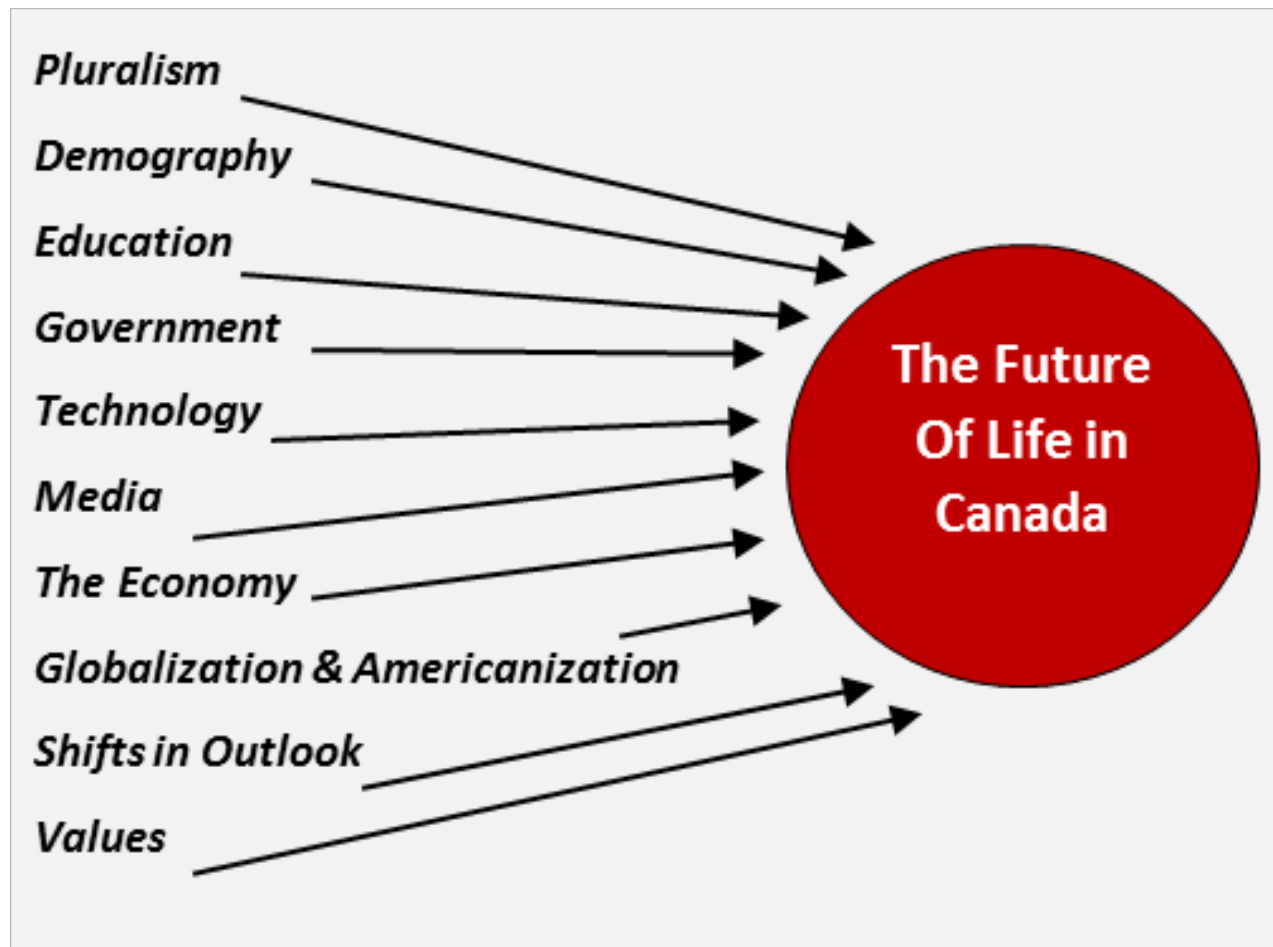 Pluralism
Demography
Education
Government
Technology
Media
The Economy
Globalization & Americanization
Shifts in Outlook
Values
The Future
Of Life in
Canada